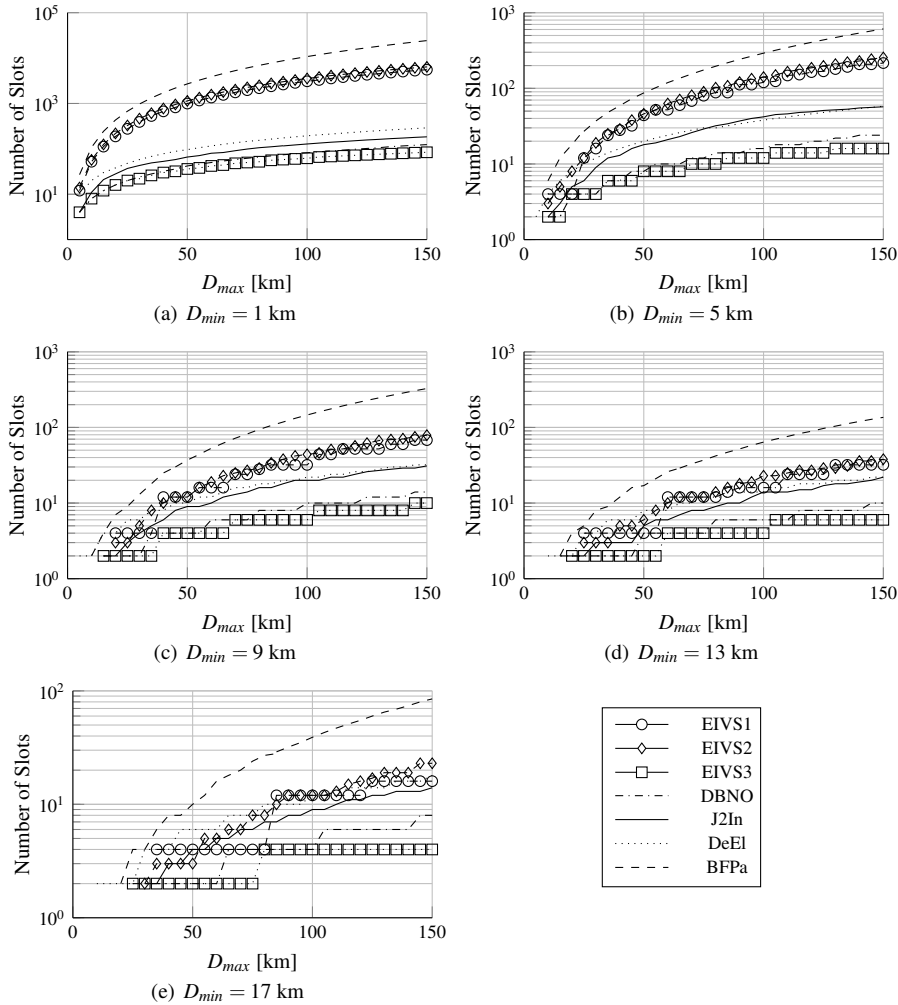 Number of Slots
10^5
10^3
10^1
0 50 100 150
D_max [km]
(a) D_min = 1 km
Number of Slots
10^3
10^2
10^1
10^0
0 50 100 150
D_max [km]
(b) D_min = 5 km
Number of Slots
10^3
10^2
10^1
10^0
0 50 100 150
D_max [km]
(c) D_min = 9 km
Number of Slots
10^3
10^2
10^1
10^0
0 50 100 150
D_max [km]
(d) D_min = 13 km
Number of Slots
10^2
10^1
10^0
0 50 100 150
D_max [km]
(e) D_min = 17 km
EIVS1
EIVS2
EIVS3
DBNO
J2In
DeEl
BFPa